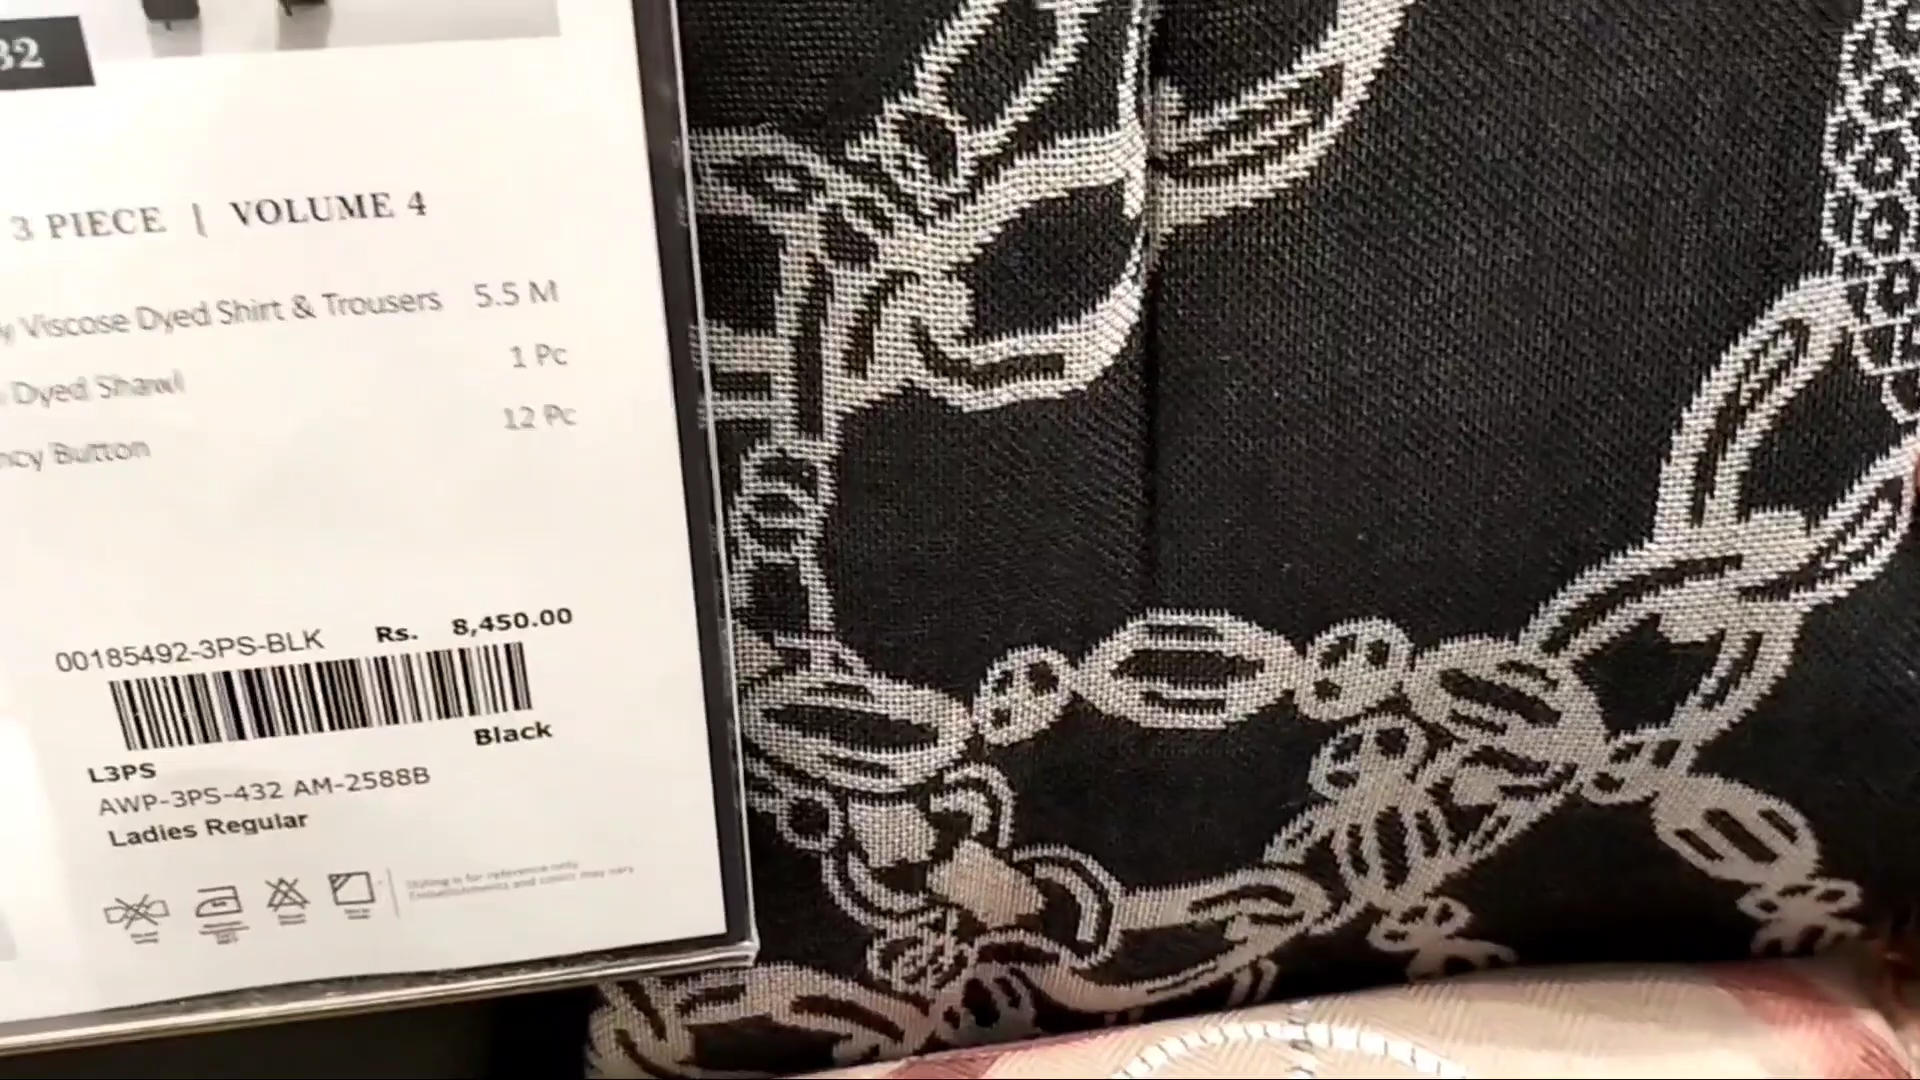 32
3 PIECE | VOLUME 4
Viscose Dyed Shirt & Trousers 5.5 M
Dyed Shawl 1 Pc
Button 12 Pc
00185492-3PS-BLK Rs. 8,450.00
Black
L3PS
AWP-3PS-432 AM-2588B
Ladies Regular
Styling is for reference only.
Embellishments and colors may vary